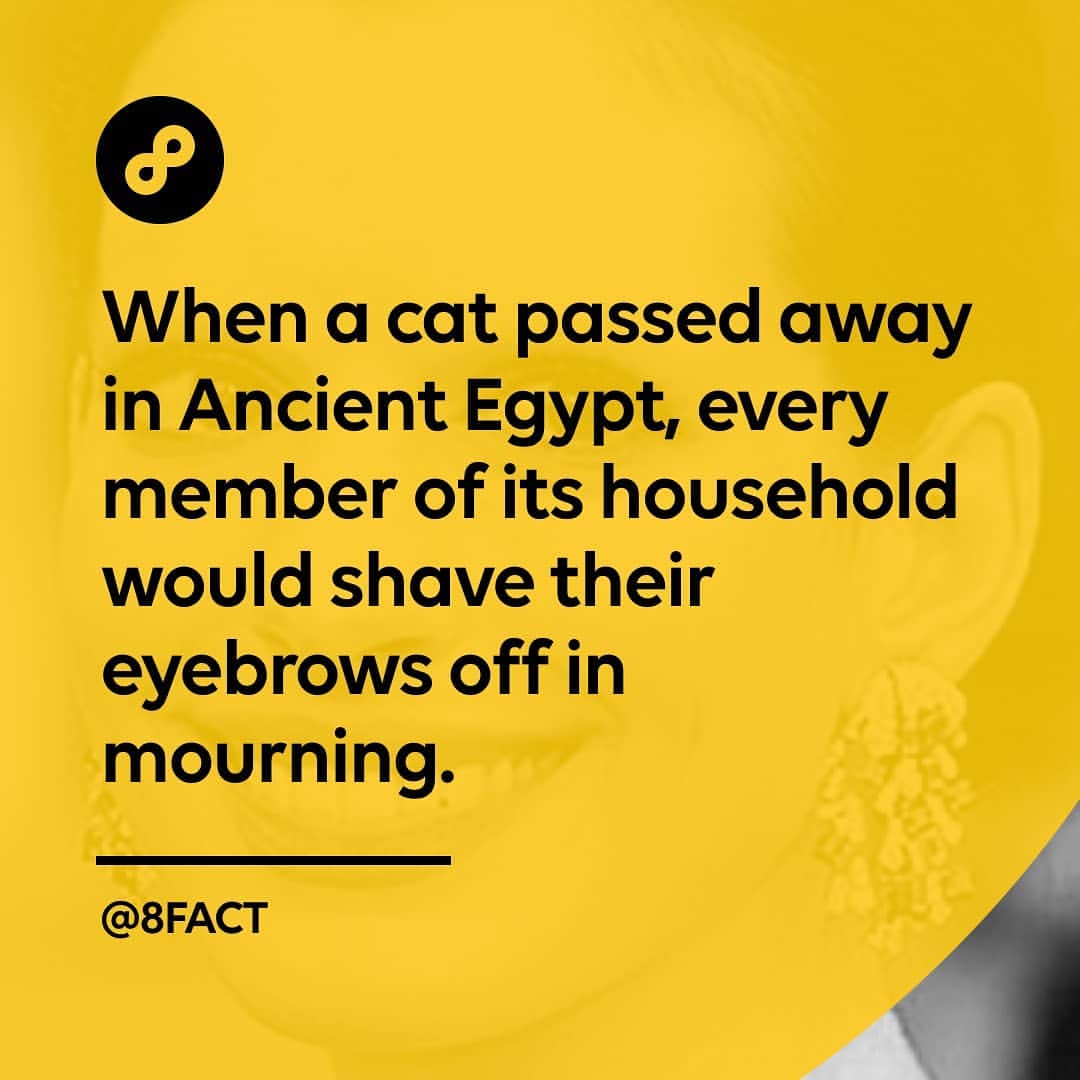 When a cat passed away
in Ancient Egypt, every
member of its household
would shave their
eyebrows off in
mourning.
@8FACT